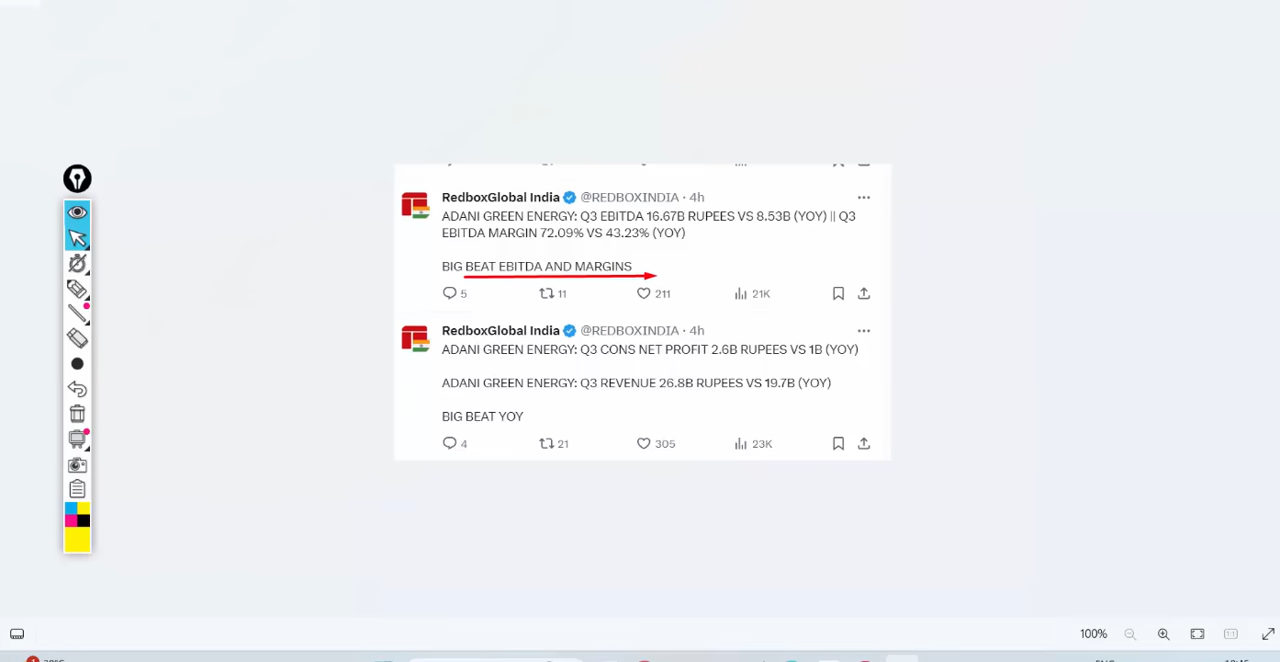 RedboxGlobal India @REDBOXINDIA · 4h
ADANI GREEN ENERGY: Q3 EBITDA 16.67B RUPEES VS 8.53B (YOY) || Q3
EBITDA MARGIN 72.09% VS 43.23% (YOY)
BIG BEAT EBITDA AND MARGINS
5 11 211 21K
RedboxGlobal India @REDBOXINDIA · 4h
ADANI GREEN ENERGY: Q3 CONS NET PROFIT 2.6B RUPEES VS 1B (YOY)
ADANI GREEN ENERGY: Q3 REVENUE 26.8B RUPEES VS 19.7B (YOY)
BIG BEAT YOY
4 21 305 23K
100%